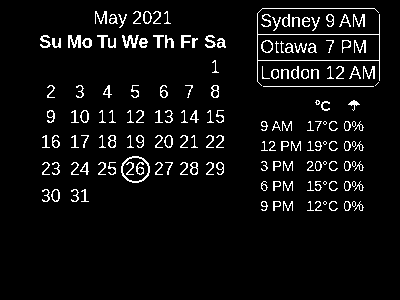 May 2021
Su Mo Tu We Th Fr Sa
1
2 3 4 5 6 7 8
9 10 11 12 13 14 15
16 17 18 19 20 21 22
23 24 25 26 27 28 29
30 31
Sydney 9 AM
Ottawa 7 PM
London 12 AM
°C ☂
9 AM 17°C 0%
12 PM 19°C 0%
3 PM 20°C 0%
6 PM 15°C 0%
9 PM 12°C 0%